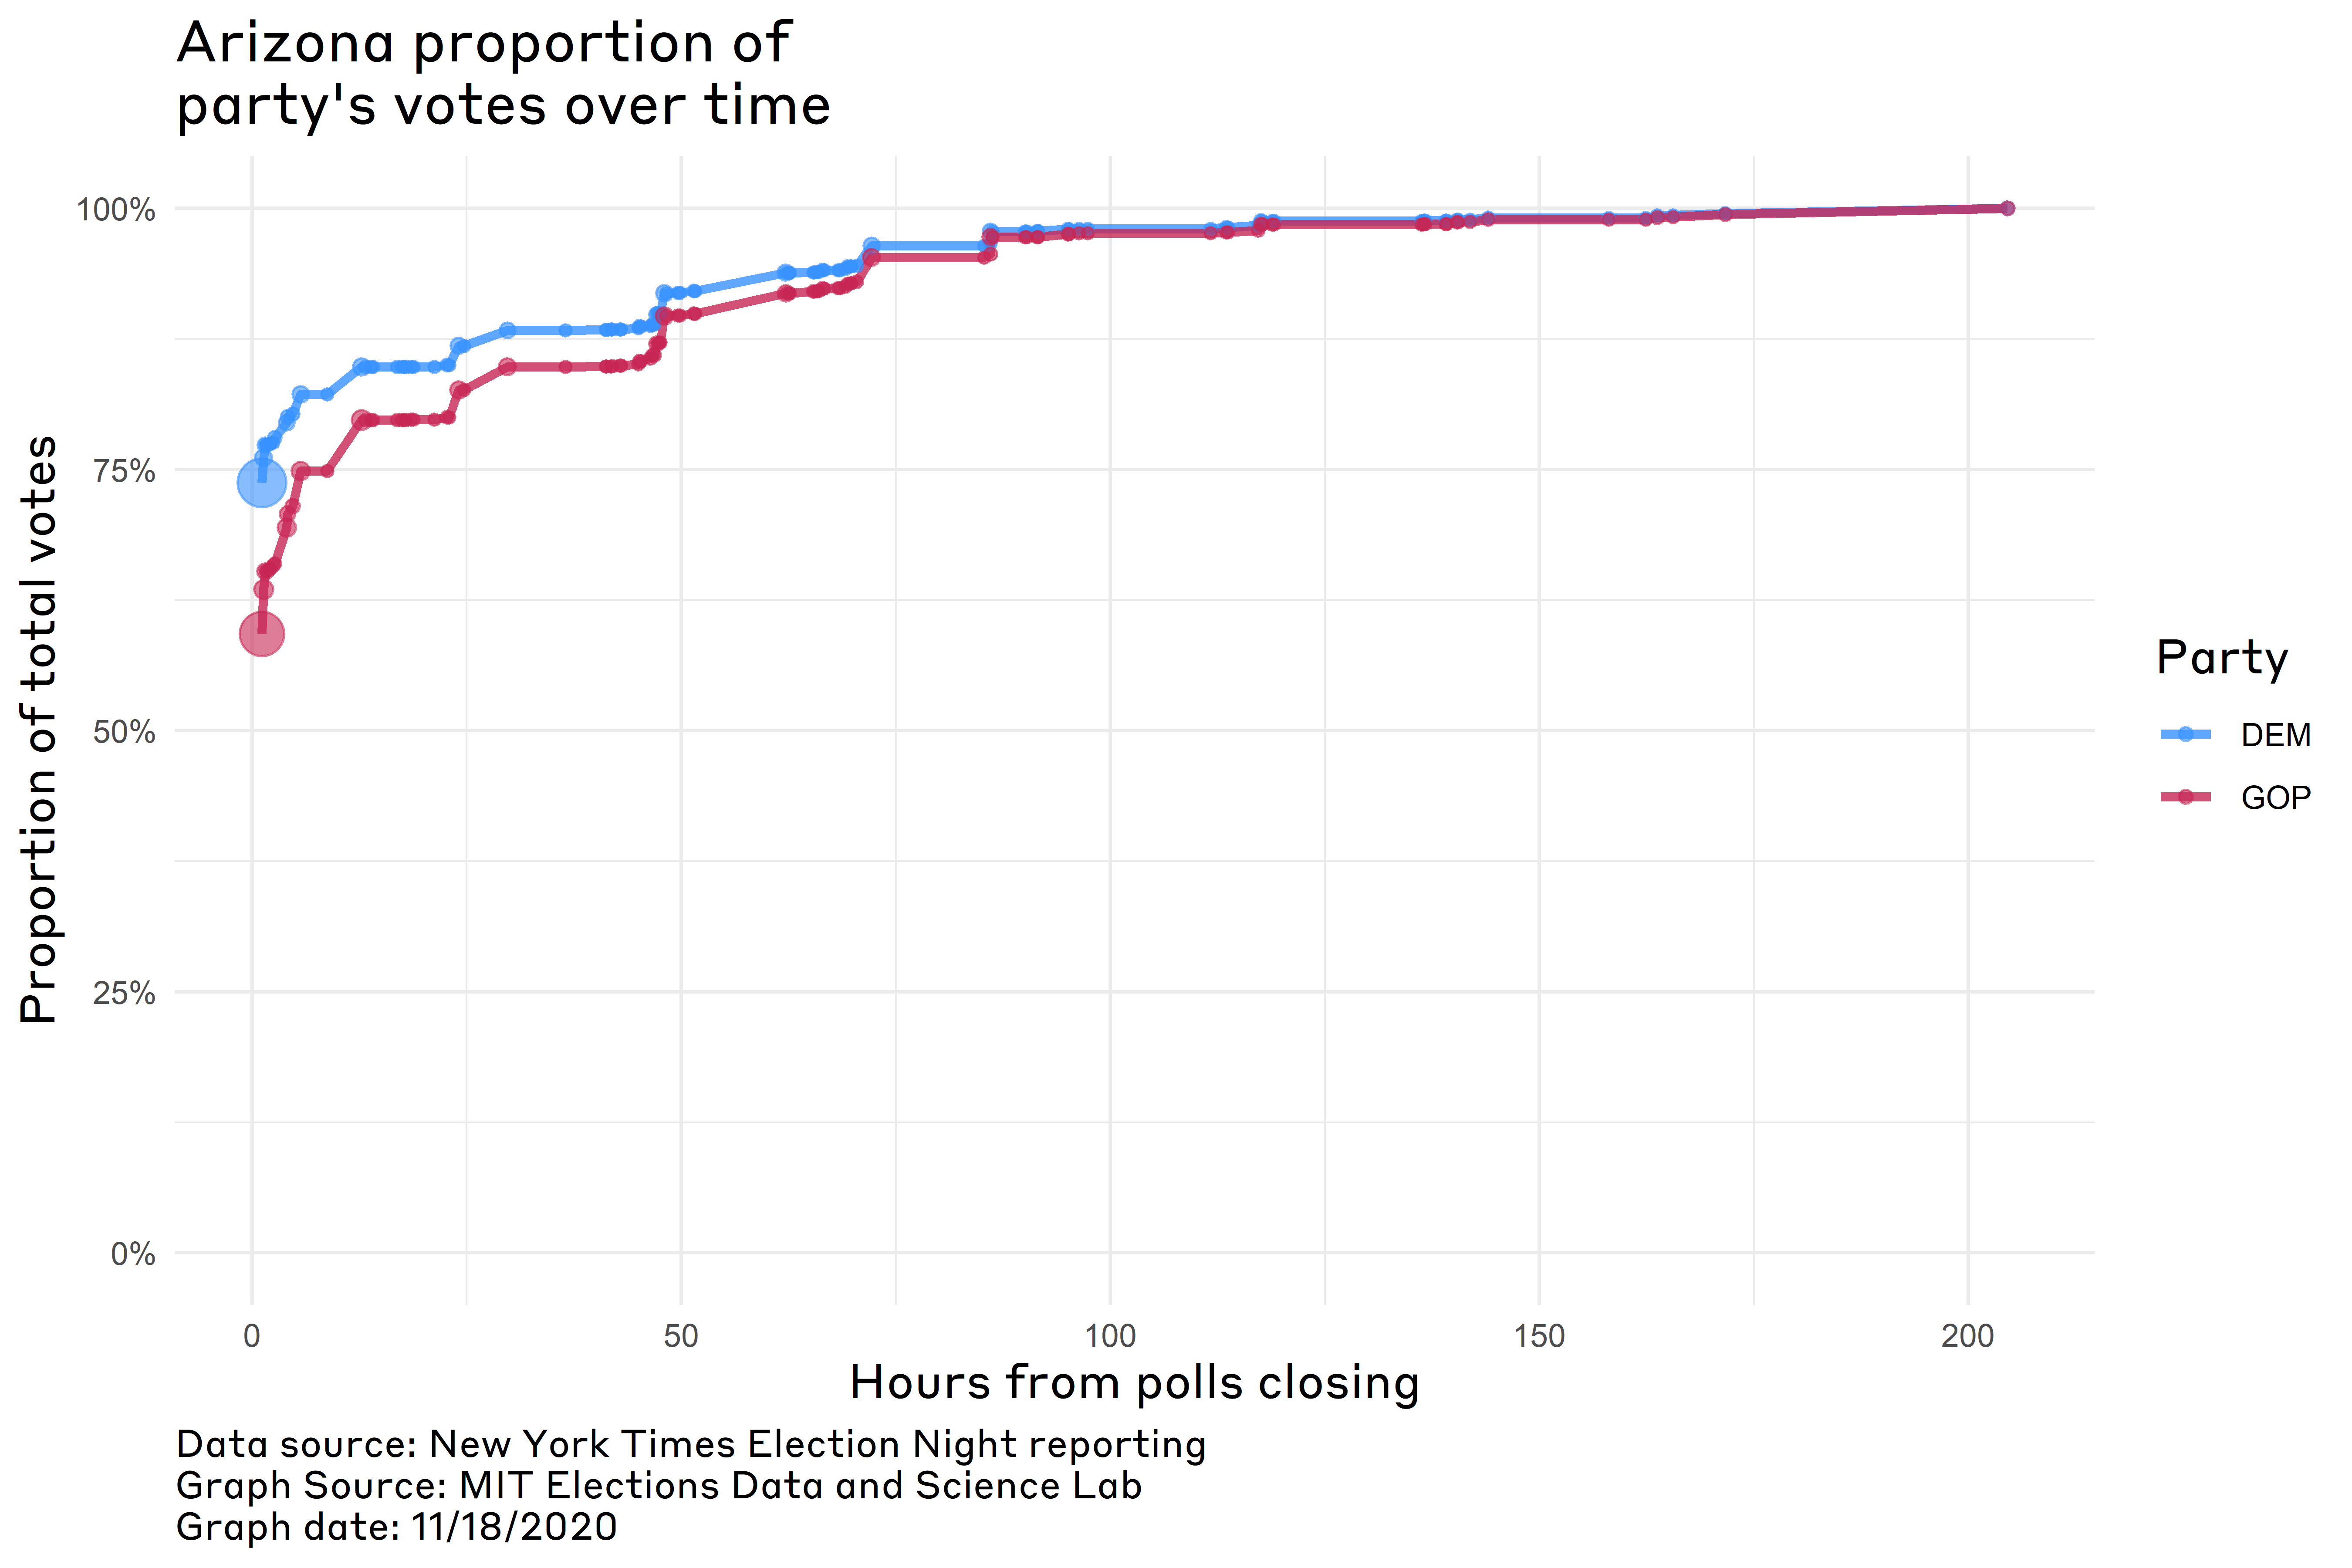 Arizona proportion of
party's votes over time
Proportion of total votes
100%
75%
50%
25%
0%
0
50
100
150
200
Hours from polls closing
Party
DEM
GOP
Data source: New York Times Election Night reporting
Graph Source: MIT Elections Data and Science Lab
Graph date: 11/18/2020